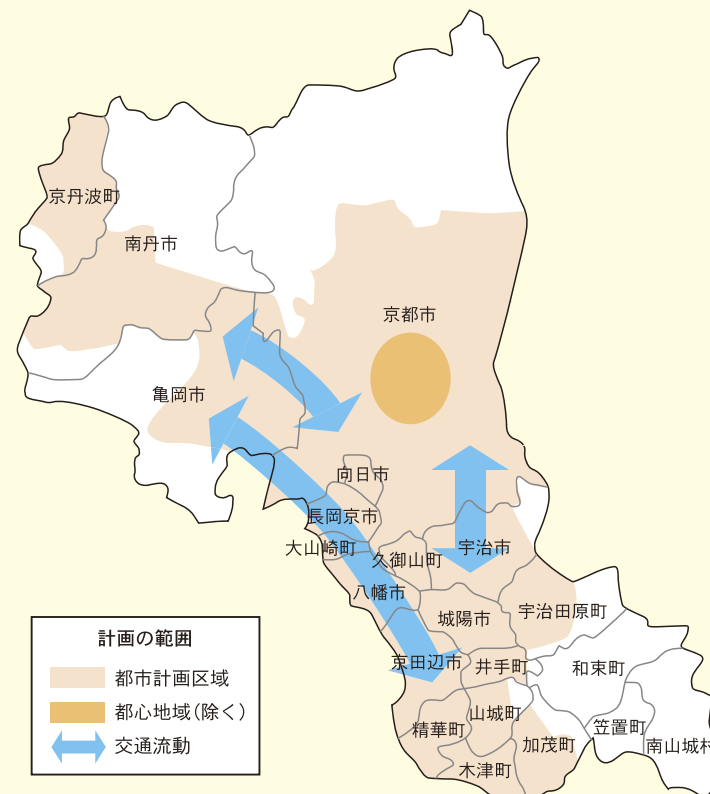 京丹波町
南丹市
京都市
亀岡市
向日市
長岡京市
大山崎町
久御山町
宇治市
八幡市
城陽市
宇治田原町
京田辺市
井手町
和束町
山城町
精華町
笠置町
加茂町
南山城村
木津町
計画の範囲
都市計画区域
都心地域(除く)
交通流動